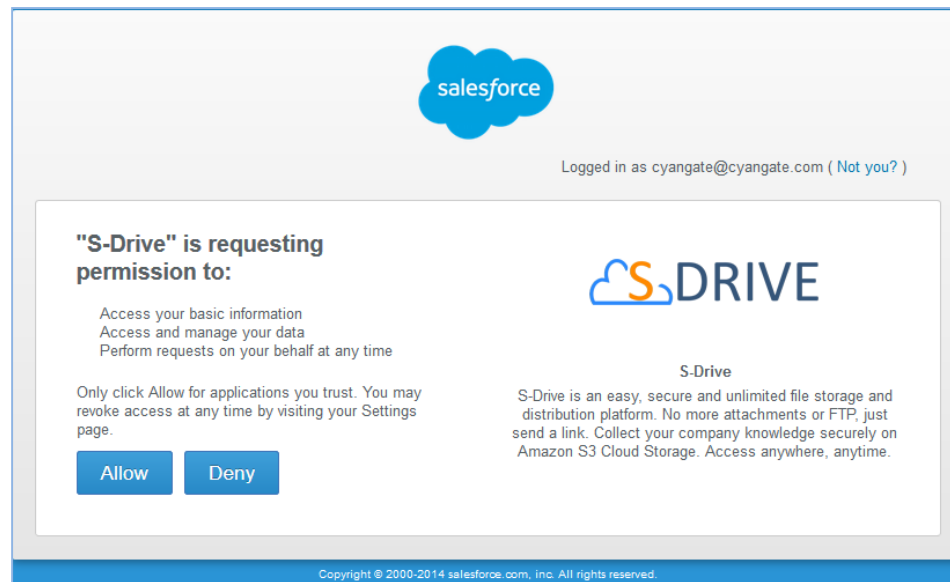 salesforce
Logged in as cyangate@cyangate.com ( Not you? )
"S-Drive" is requesting
permission to:
Access your basic information
Access and manage your data
Perform requests on your behalf at any time
Only click Allow for applications you trust. You may
revoke access at any time by visiting your Settings
page.
Allow
Deny
S DRIVE
S-Drive
S-Drive is an easy, secure and unlimited file storage and
distribution platform. No more attachments or FTP, just
send a link. Collect your company knowledge securely on
Amazon S3 Cloud Storage. Access anywhere, anytime.
Copyright © 2000-2014 salesforce.com, inc. All rights reserved.